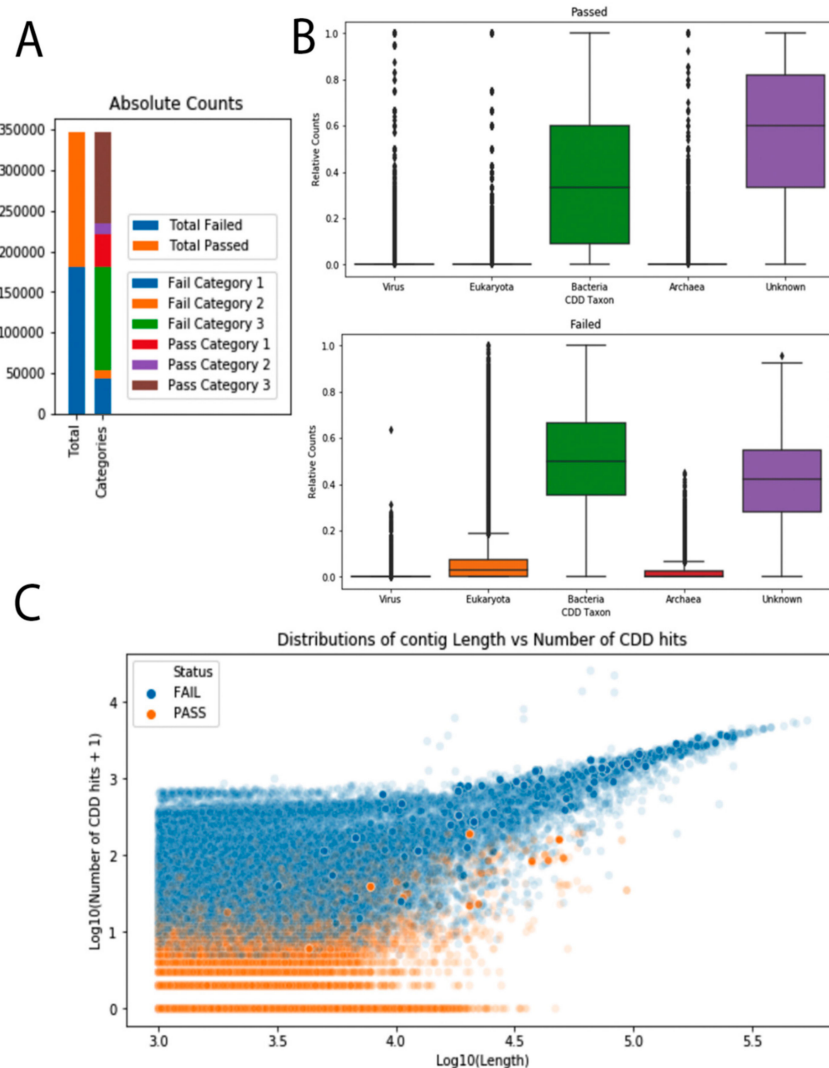 A
Absolute Counts
350000
300000
250000
200000
150000
100000
50000
0
Total
Categories
Total Failed
Total Passed
Fail Category 1
Fail Category 2
Fail Category 3
Pass Category 1
Pass Category 2
Pass Category 3
B
Passed
Relative Counts
1.0
0.8
0.6
0.4
0.2
0.0
Virus Eukaryota Bacteria Archaea Unknown
CDD Taxon
Failed
Relative Counts
1.0
0.8
0.6
0.4
0.2
0.0
Virus Eukaryota Bacteria Archaea Unknown
CDD Taxon
C
Distributions of contig Length vs Number of CDD hits
Status
FAIL
PASS
Log10(Number of CDD hits + 1)
4
3
2
1
0
3.0 3.5 4.0 4.5 5.0 5.5
Log10(Length)